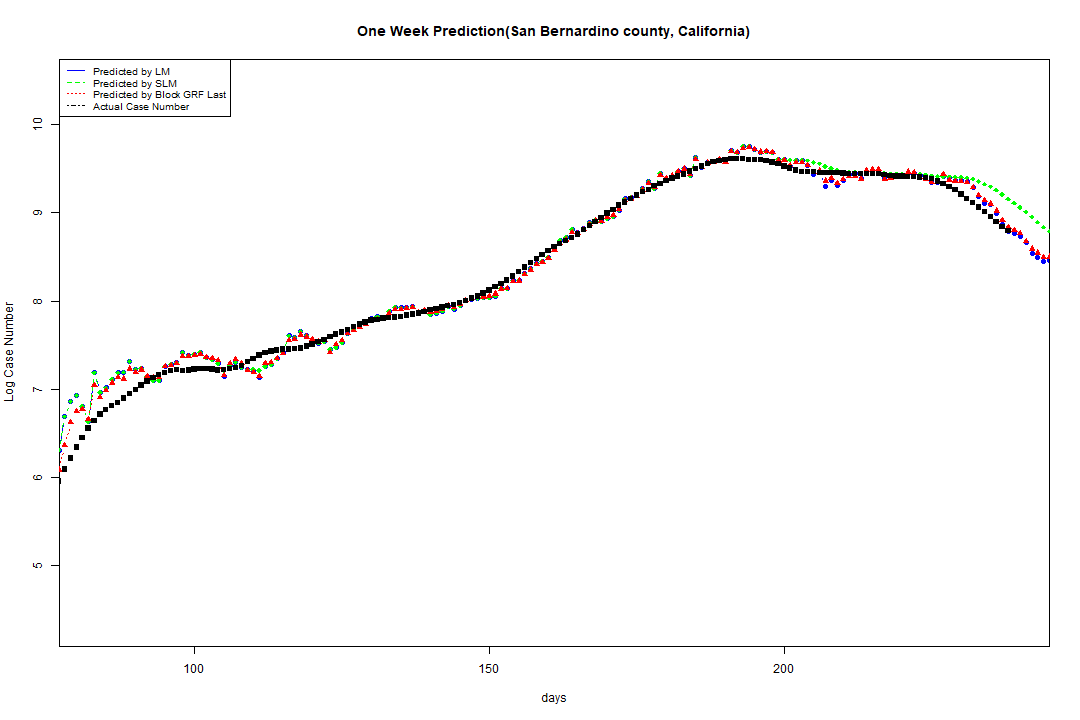 One Week Prediction(San Bernardino county, California)
Predicted by LM
Predicted by SLM
Predicted by Block GRF Last
Actual Case Number
10
9
8
7
6
5
Log Case Number
100 150 200
days